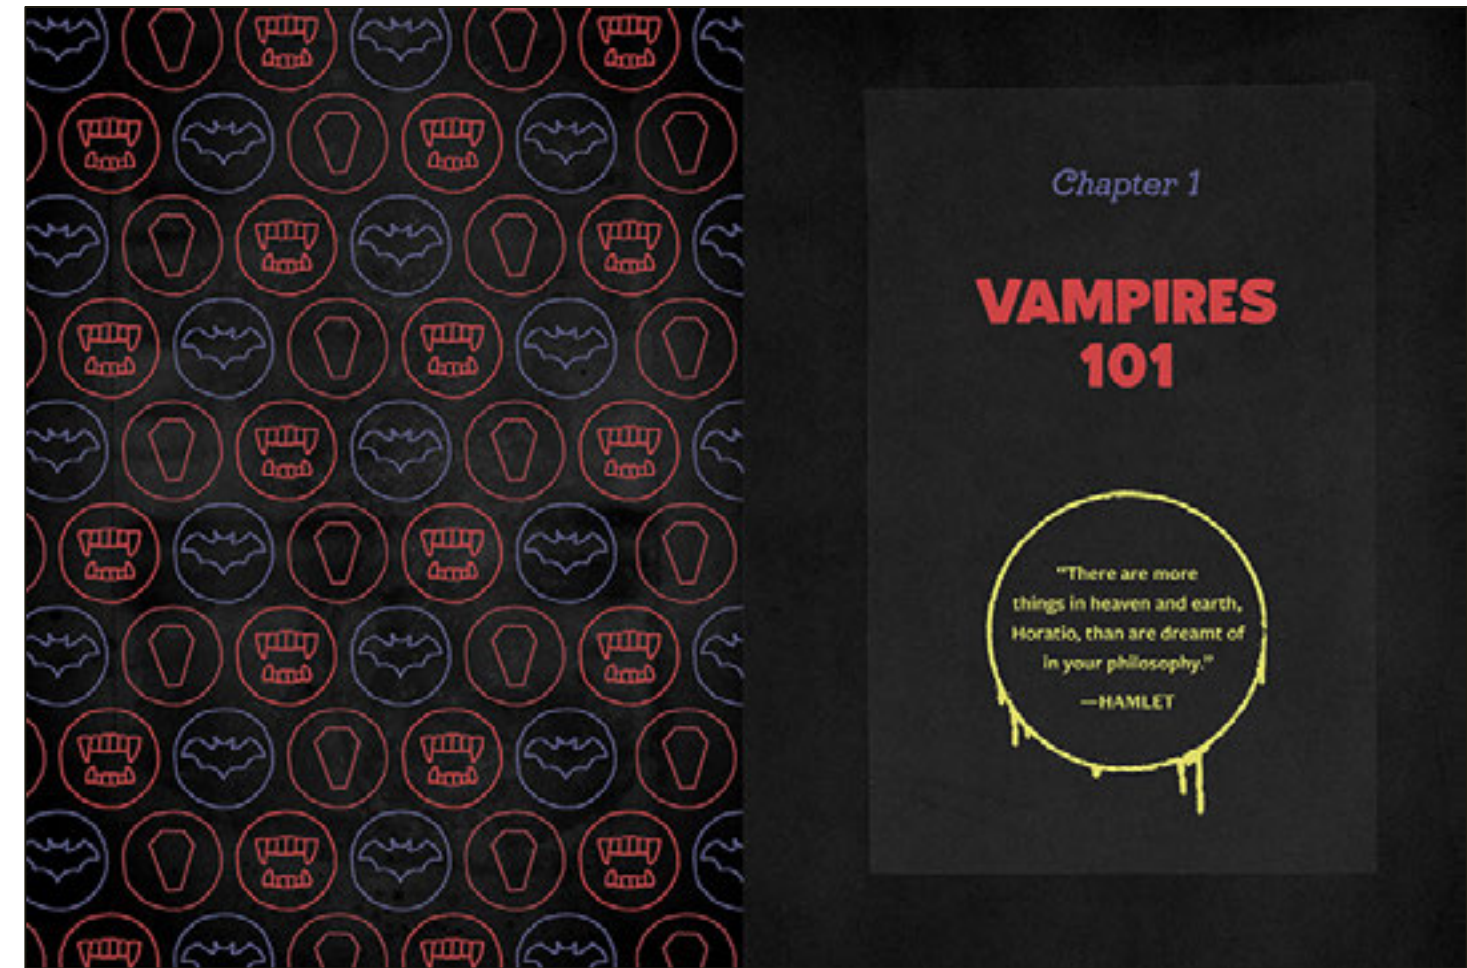 Chapter 1
VAMPIRES
101
“There are more
things in heaven and earth,
Horatio, than are dreamt of
in your philosophy.”
—HAMLET